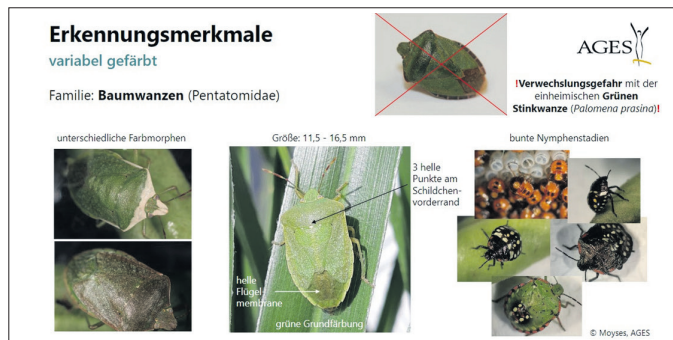 Erkennungsmerkmale
variabel gefärbt
Familie: Baumwanzen (Pentatomidae)
AGES
!Verwechslungsgefahr mit der
einheimischen Grünen
Stinkwanze (Palomena prasina)!
unterschiedliche Farbmorphen
Größe: 11,5 - 16,5 mm
3 helle
Punkte am
Schildchen-
vorderrand
helle
Flügel-
membrane
grüne Grundfärbung
bunte Nymphenstadien
© Moyses, AGES